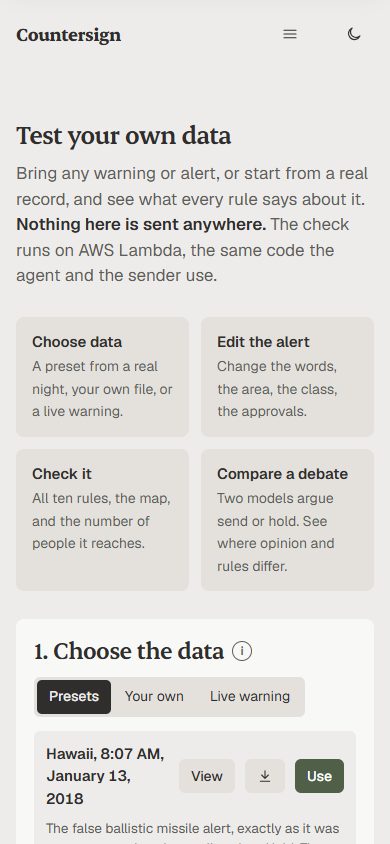 Countersign
Test your own data
Bring any warning or alert, or start from a real
record, and see what every rule says about it.
Nothing here is sent anywhere. The check
runs on AWS Lambda, the same code the
agent and the sender use.
Choose data
A preset from a real
night, your own file, or
a live warning.
Edit the alert
Change the words,
the area, the class,
the approvals.
Check it
All ten rules, the map,
and the number of
people it reaches.
Compare a debate
Two models argue
send or hold. See
where opinion and
rules differ.
1. Choose the data i
Presets Your own Live warning
Hawaii, 8:07 AM,
January 13,
2018
View Use
The false ballistic missile alert, exactly as it was